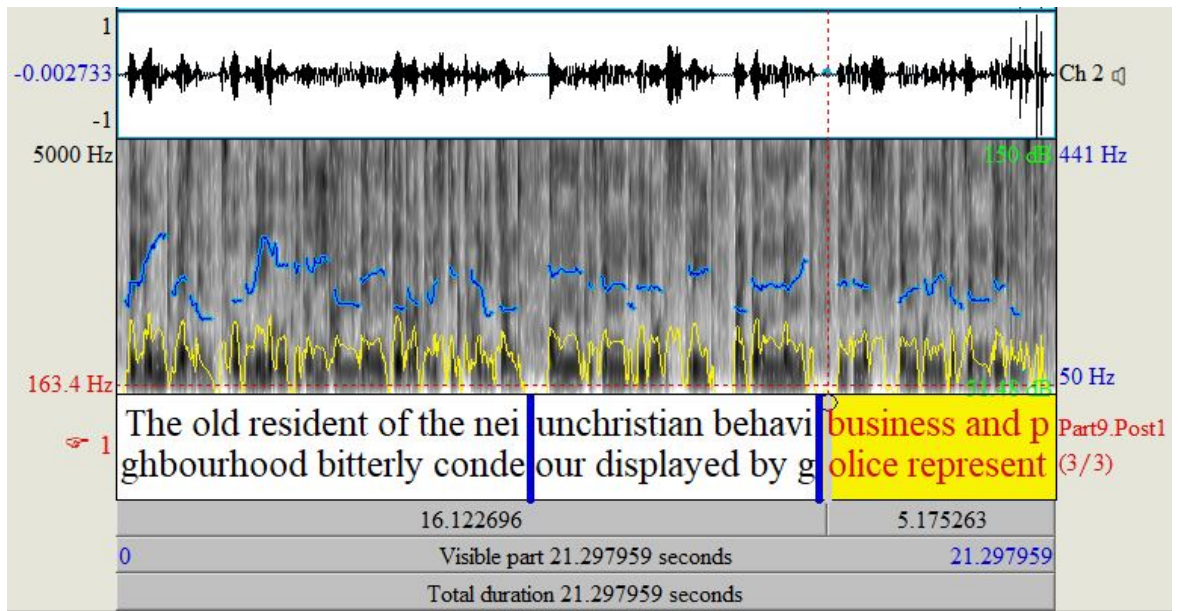 1
-0.002733
-1
Ch 2
5000 Hz
150 dB
441 Hz
163.4 Hz
50 Hz
1
The old resident of the nei
ghbourhood bitterly conde
unchristian behavi
our displayed by g
business and p
olice represent
Part9.Post1
(3/3)
16.122696
5.175263
0
Visible part 21.297959 seconds
21.297959
Total duration 21.297959 seconds